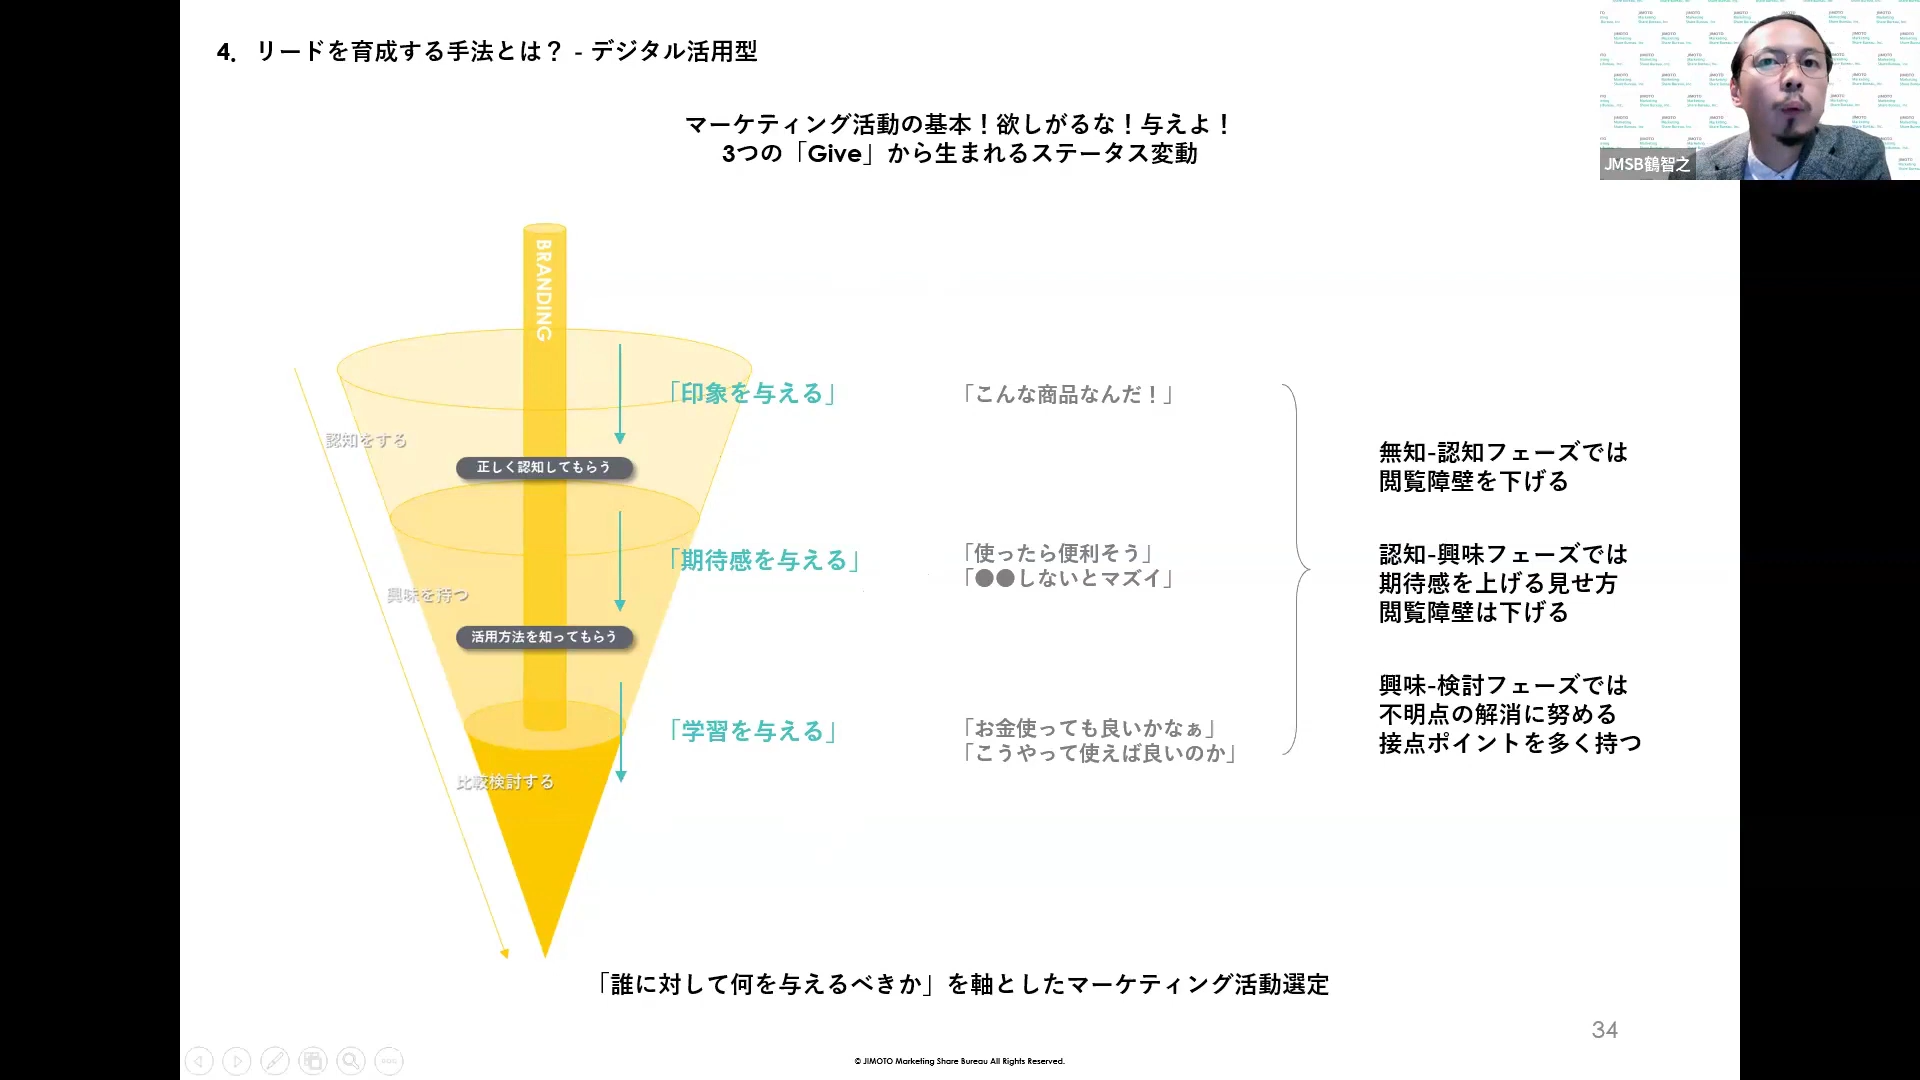 4．リードを育成する手法とは？ - デジタル活用型
マーケティング活動の基本！欲しがるな！与えよ！
3つの「Give」から生まれるステータス変動
JMSB鶴智之
BRANDING
「印象を与える」
「こんな商品なんだ！」
認知をする
正しく認知してもらう
無知-認知フェーズでは
閲覧障壁を下げる
「期待感を与える」
「使ったら便利そう」
「●●しないとマズイ」
認知-興味フェーズでは
期待感を上げる見せ方
閲覧障壁は下げる
興味を持つ
活用方法を知ってもらう
「学習を与える」
「お金使っても良いかなぁ」
「こうやって使えば良いのか」
興味-検討フェーズでは
不明点の解消に努める
接点ポイントを多く持つ
比較検討する
「誰に対して何を与えるべきか」を軸としたマーケティング活動選定
34
© JIMOTO Marketing Share Bureau All Rights Reserved.